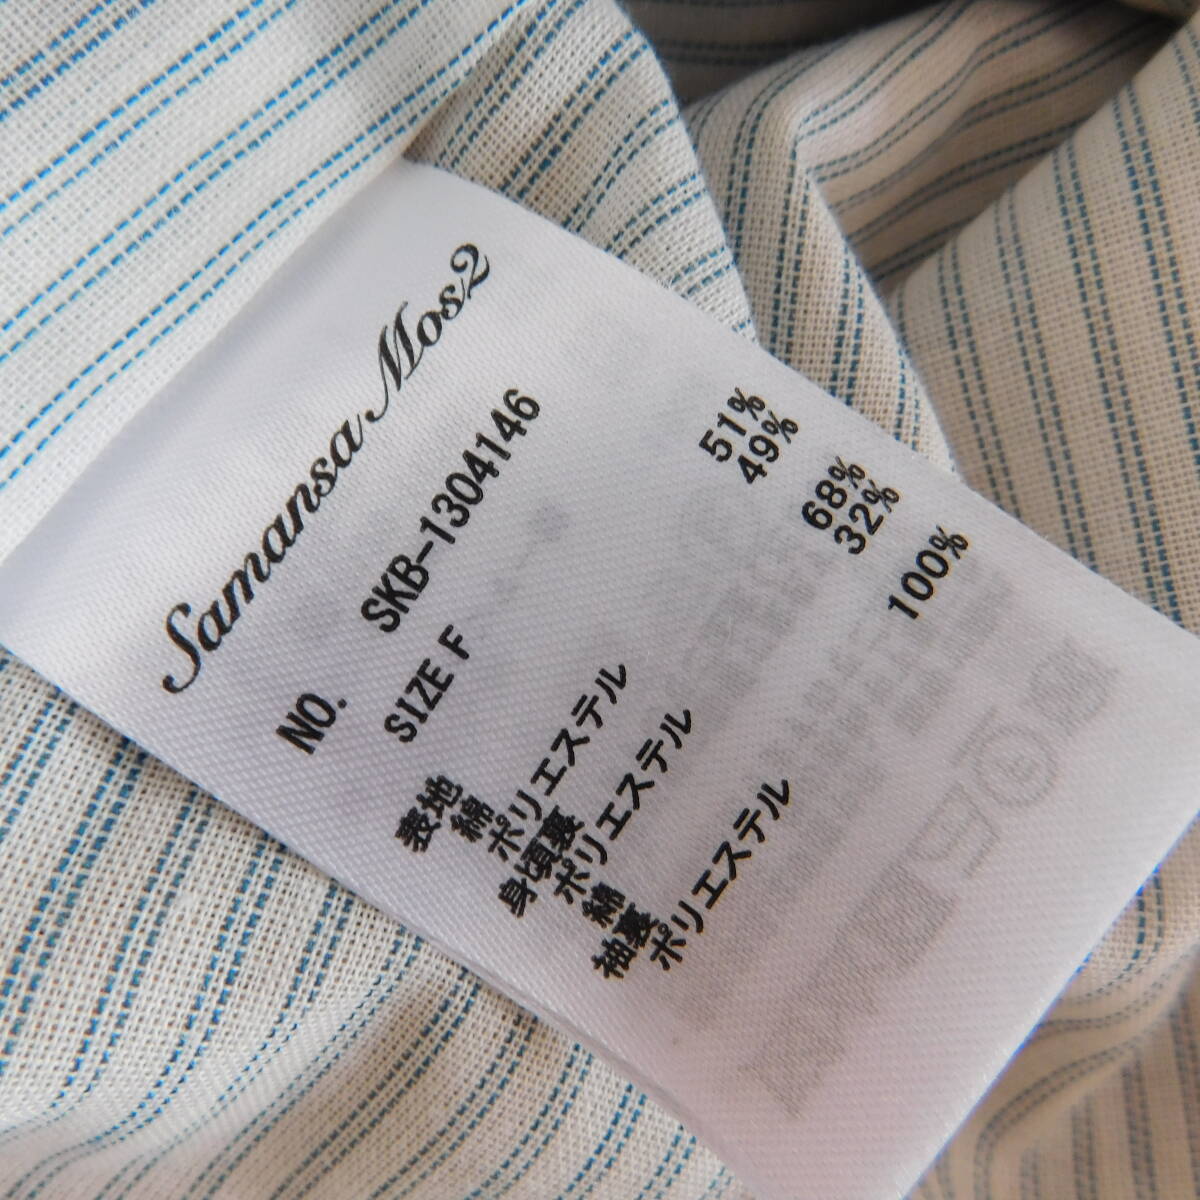 Samansa Mos2
NO. SKB-1304146
SIZE F
表地
綿 51%
ポリエステル 49%
身頃裏
ポリエステル 68%
綿 32%
袖裏
ポリエステル 100%